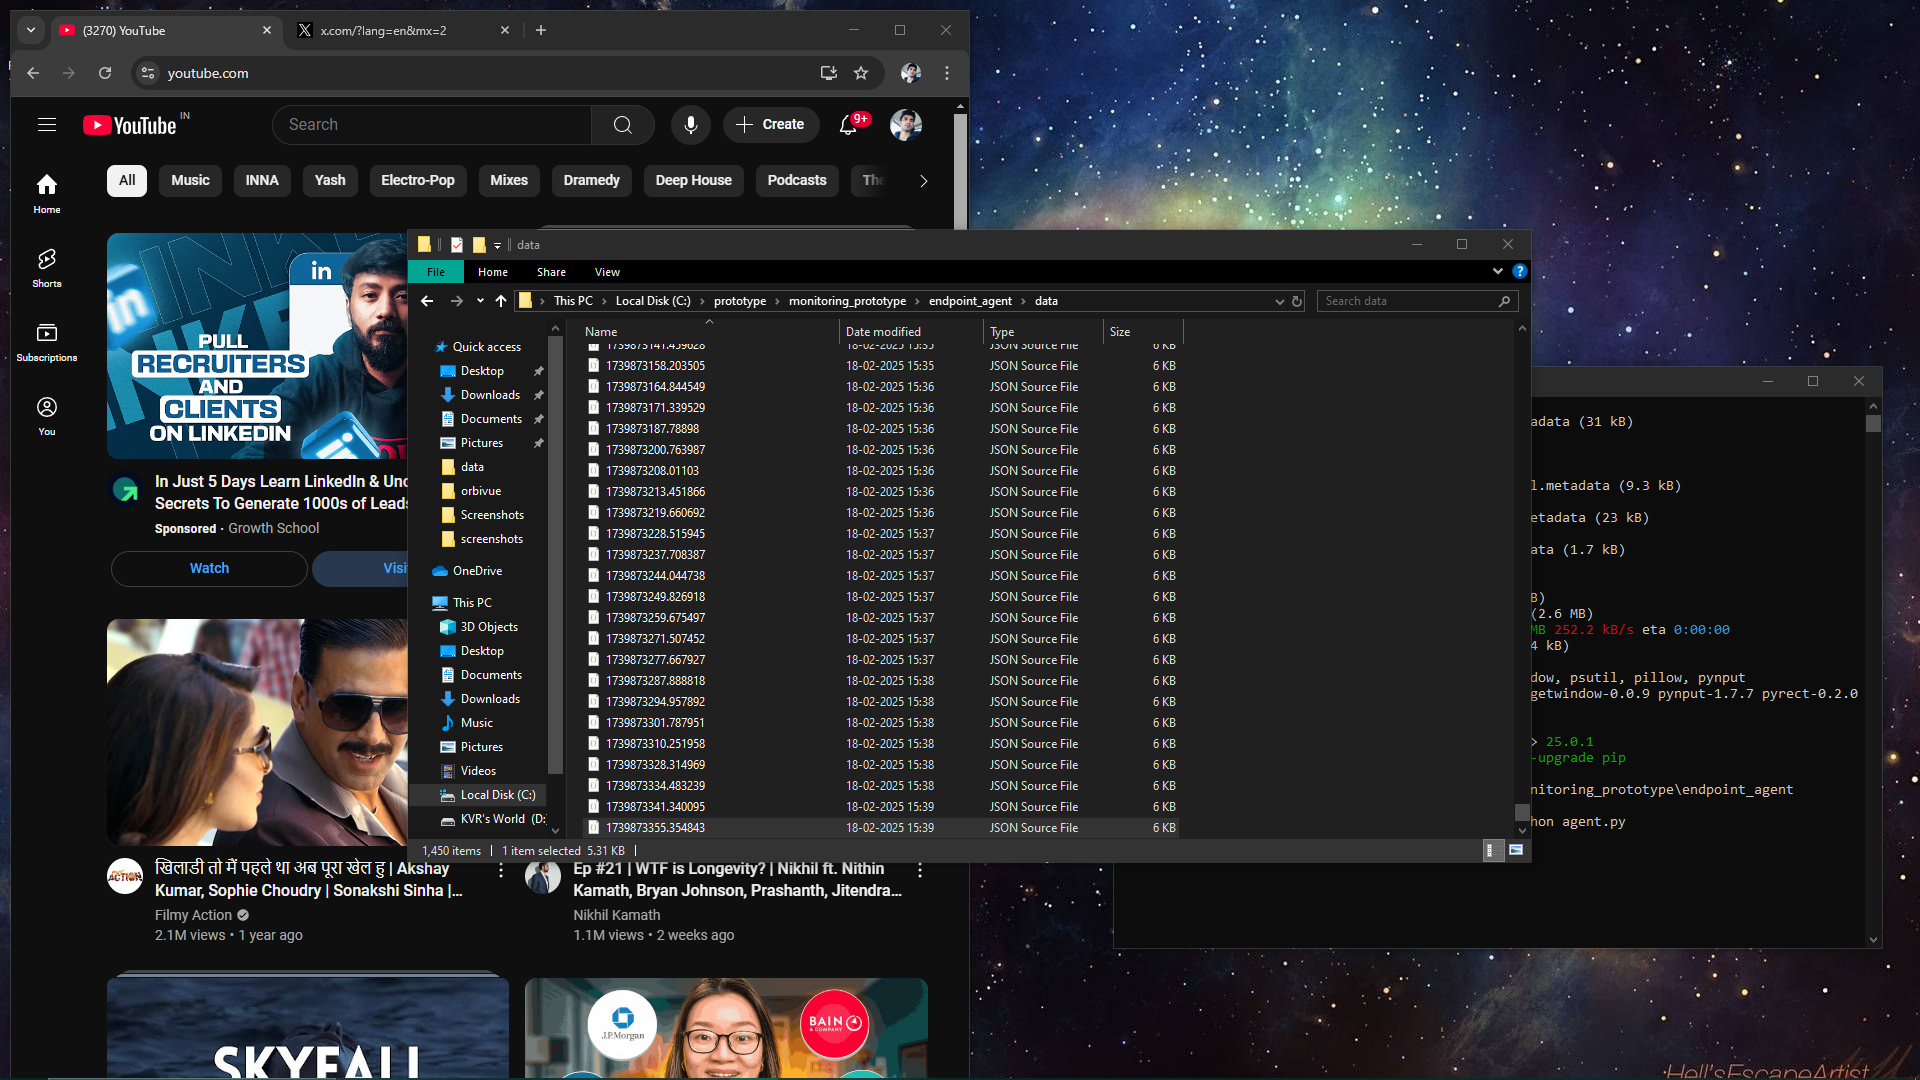 (3270) YouTube
x.com/?lang=en&mx=2
youtube.com
YouTube IN
Search
Create
9+
All
Music
INNA
Yash
Electro-Pop
Mixes
Dramedy
Deep House
Podcasts
Home
Shorts
Subscriptions
You
in
PULL
RECRUITERS
AND
CLIENTS
ON LINKEDIN
In Just 5 Days Learn LinkedIn &
Secrets To Generate 1000s of Leads
Sponsored · Growth School
Watch
खिलाडी तो मैं पहले था अब पूरा खेल हु | Akshay
Kumar, Sophie Choudry | Sonakshi Sinha |...
Filmy Action
2.1M views • 1 year ago
Ep #21 | WTF is Longevity? | Nikhil ft. Nithin
Kamath, Bryan Johnson, Prashanth, Jitendra...
Nikhil Kamath
1.1M views • 2 weeks ago
SKYFALL
J.P.Morgan
BAIN
& COMPANY
data
File
Home
Share
View
This PC
Local Disk (C:)
prototype
monitoring_prototype
endpoint_agent
data
Search data
Quick access
Desktop
Downloads
Documents
Pictures
data
orbivue
Screenshots
screenshots
OneDrive
This PC
3D Objects
Desktop
Documents
Downloads
Music
Pictures
Videos
Local Disk (C:)
KVR's World (D:
Name Date modified Type Size
1739873141.459628 18-02-2025 15:35 JSON Source File 6 KB
1739873158.203505 18-02-2025 15:35 JSON Source File 6 KB
1739873164.844549 18-02-2025 15:36 JSON Source File 6 KB
1739873171.339529 18-02-2025 15:36 JSON Source File 6 KB
1739873187.78898 18-02-2025 15:36 JSON Source File 6 KB
1739873200.763987 18-02-2025 15:36 JSON Source File 6 KB
1739873208.01103 18-02-2025 15:36 JSON Source File 6 KB
1739873213.451866 18-02-2025 15:36 JSON Source File 6 KB
1739873219.660692 18-02-2025 15:36 JSON Source File 6 KB
1739873228.515945 18-02-2025 15:37 JSON Source File 6 KB
1739873237.708387 18-02-2025 15:37 JSON Source File 6 KB
1739873244.044738 18-02-2025 15:37 JSON Source File 6 KB
1739873249.826918 18-02-2025 15:37 JSON Source File 6 KB
1739873259.675497 18-02-2025 15:37 JSON Source File 6 KB
1739873271.507452 18-02-2025 15:37 JSON Source File 6 KB
1739873277.667927 18-02-2025 15:37 JSON Source File 6 KB
1739873287.888818 18-02-2025 15:38 JSON Source File 6 KB
1739873294.957892 18-02-2025 15:38 JSON Source File 6 KB
1739873301.787951 18-02-2025 15:38 JSON Source File 6 KB
1739873310.251958 18-02-2025 15:38 JSON Source File 6 KB
1739873328.314969 18-02-2025 15:38 JSON Source File 6 KB
1739873334.483239 18-02-2025 15:38 JSON Source File 6 KB
1739873341.340095 18-02-2025 15:39 JSON Source File 6 KB
1739873355.354843 18-02-2025 15:39 JSON Source File 6 KB
1,450 items
1 item selected 5.31 KB
adata (31 kB)
l.metadata (9.3 kB)
etadata (23 kB)
ata (1.7 kB)
B)
(2.6 MB)
MB 252.2 kB/s eta 0:00:00
4 kB)
dow, psutil, pillow, pynput
getwindow-0.0.9 pynput-1.7.7 pyrect-0.2.0
> 25.0.1
-upgrade pip
nitoring_prototype\endpoint_agent
hon agent.py
Hell'sEscapeArtist